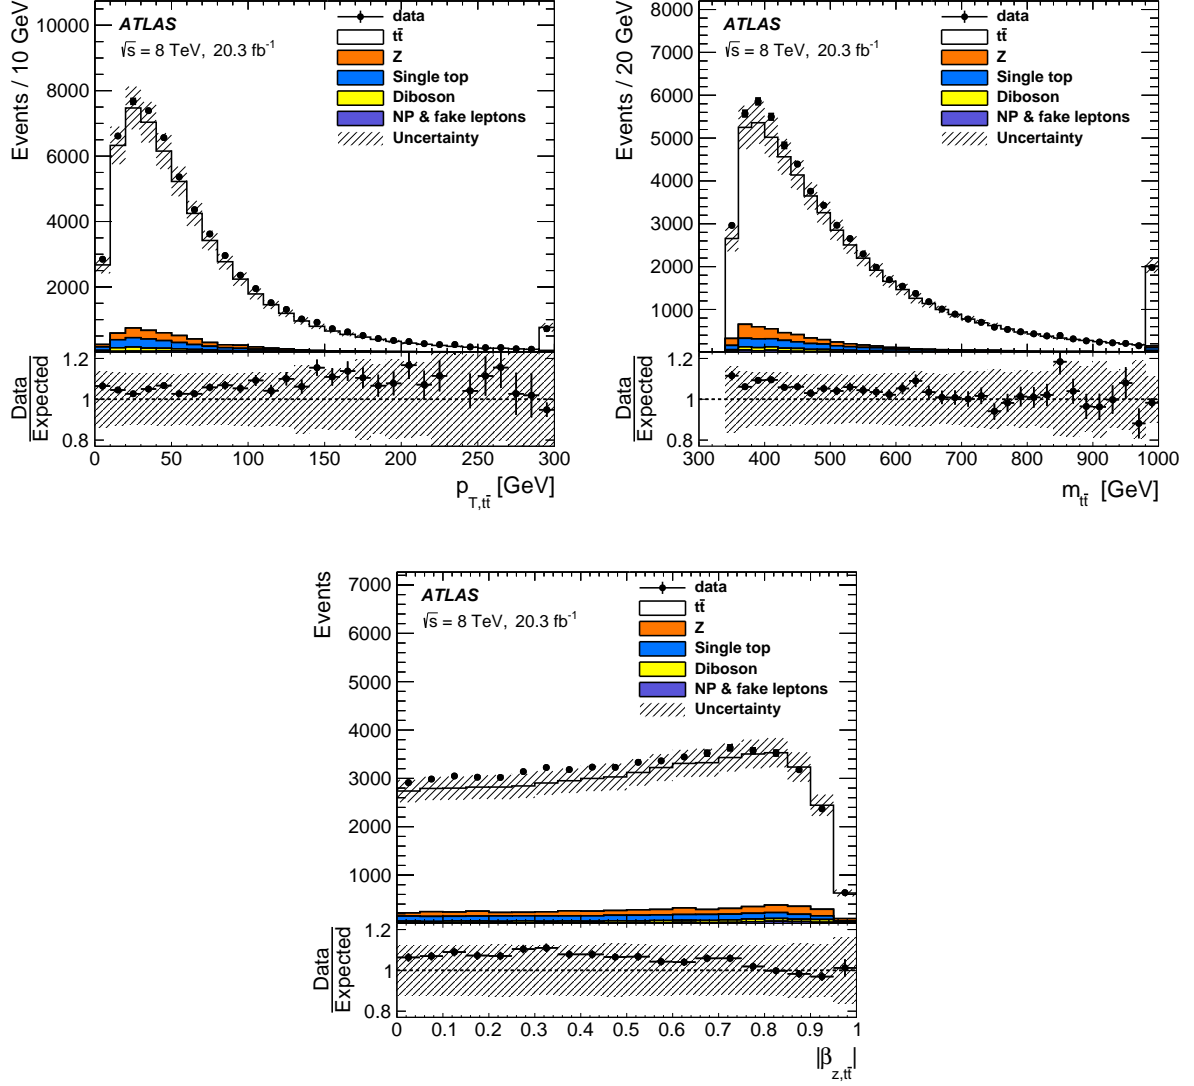 Events / 10 GeV
10000
8000
6000
4000
2000
ATLAS
√s = 8 TeV, 20.3 fb⁻¹
data
tt̄
Z
Single top
Diboson
NP & fake leptons
Uncertainty
Data
Expected
1.2
1
0.8
0 50 100 150 200 250 300
p_T,tt̄ [GeV]
Events / 20 GeV
8000
7000
6000
5000
4000
3000
2000
1000
ATLAS
√s = 8 TeV, 20.3 fb⁻¹
data
tt̄
Z
Single top
Diboson
NP & fake leptons
Uncertainty
Data
Expected
1.2
1
0.8
300 400 500 600 700 800 900 1000
m_tt̄ [GeV]
Events
7000
6000
5000
4000
3000
2000
1000
ATLAS
√s = 8 TeV, 20.3 fb⁻¹
data
tt̄
Z
Single top
Diboson
NP & fake leptons
Uncertainty
Data
Expected
1.2
1
0.8
0 0.1 0.2 0.3 0.4 0.5 0.6 0.7 0.8 0.9 1
|β_z,tt̄|